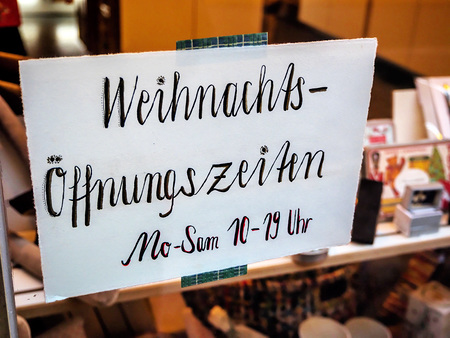 Weihnachts-
Öffnungszeiten
Mo-Sam 10-19 Uhr